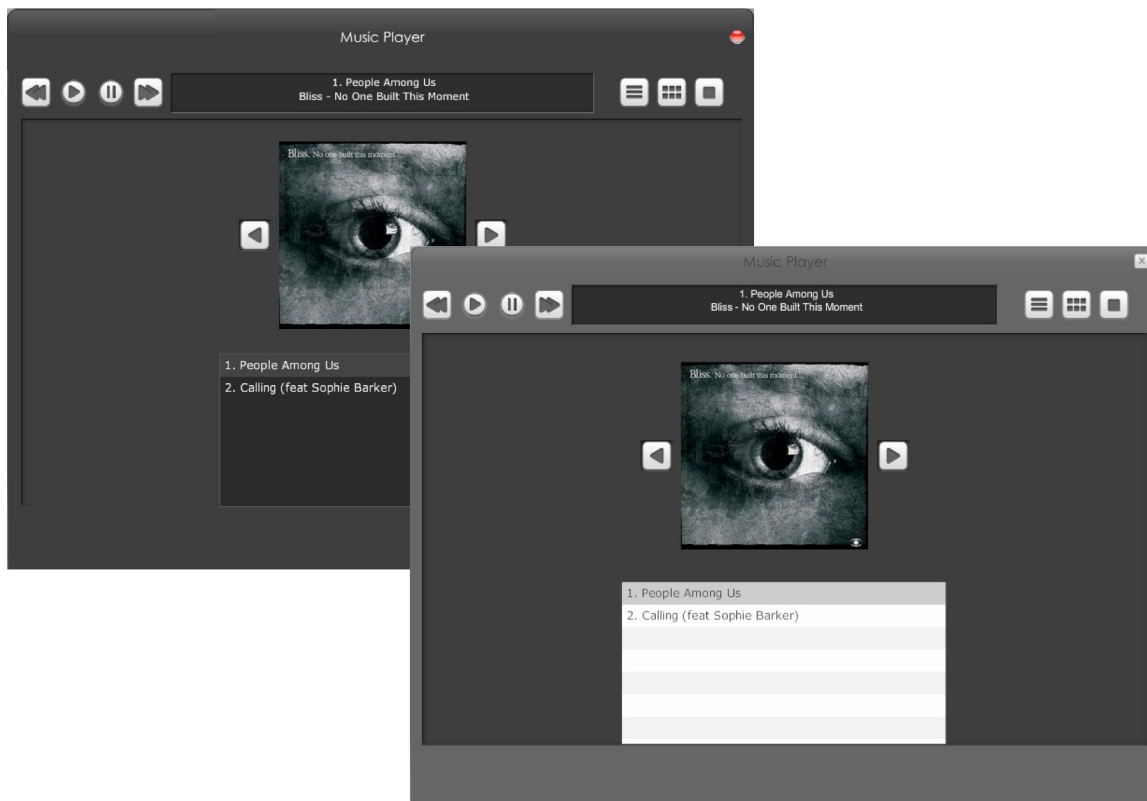 Music Player
1. People Among Us
Bliss - No One Built This Moment
Bliss. No one built this moment.
1. People Among Us
2. Calling (feat Sophie Barker)
Music Player
x
1. People Among Us
Bliss - No One Built This Moment
Bliss. No one built this moment.
1. People Among Us
2. Calling (feat Sophie Barker)